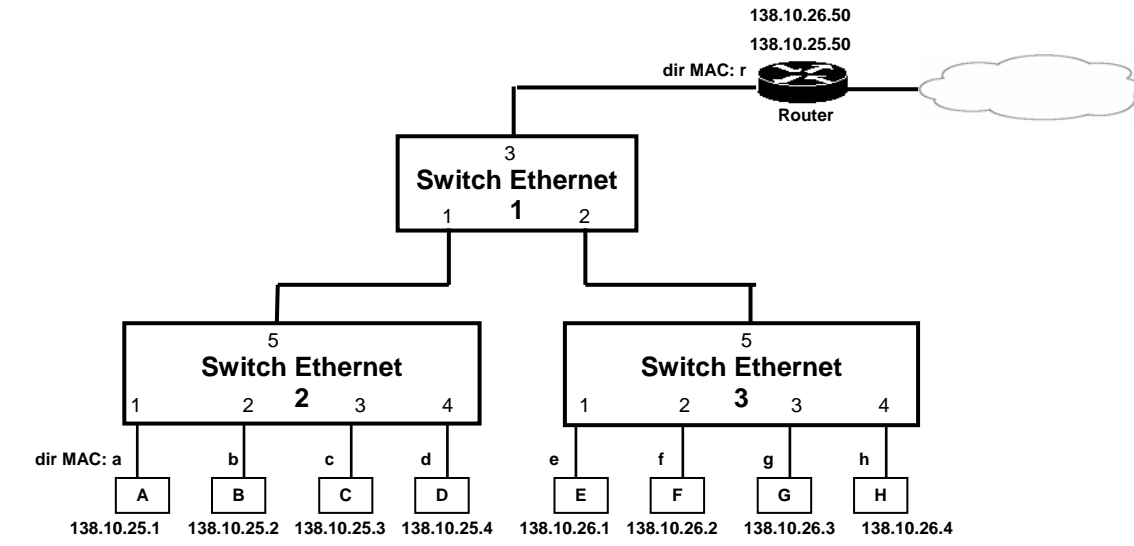 138.10.26.50
138.10.25.50
dir MAC: r
Router
3
Switch Ethernet
1 1 2
5
Switch Ethernet
1 2 2 3 4
5
Switch Ethernet
1 2 3 3 4
dir MAC: a b c d e f g h
A B C D E F G H
138.10.25.1 138.10.25.2 138.10.25.3 138.10.25.4 138.10.26.1 138.10.26.2 138.10.26.3 138.10.26.4